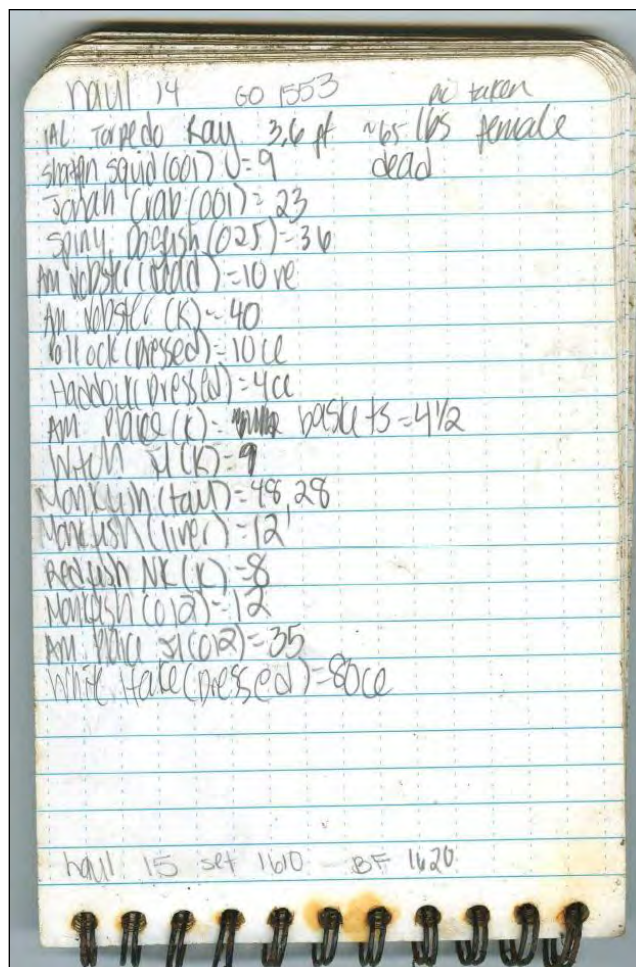 haul 14 GO 1553 pic taken
Torpedo Ray 3.6 ft ~65 lbs female
squid (001) = 9 dead
Jonah Crab (001) = 23
Spiny Dogfish (025) = 36
Am Lobster (dead) = 10 ve
Am Lobster (K) = 40
Pollock (Dressed) = 10 ce
Haddock (Dressed) = 4 ce
Am Plaice (K) = baskets = 4 1/2
Witch Fl (K) = 9
Monkfish (tail) = 48, 28
Monkfish (liver) = 12
Redfish NK (K) = 8
Monkfish (012) = 12
Am Plaice Fl (012) = 35
White Hake (Dressed) = 80 ce
haul 15 set 1610 BF 1620